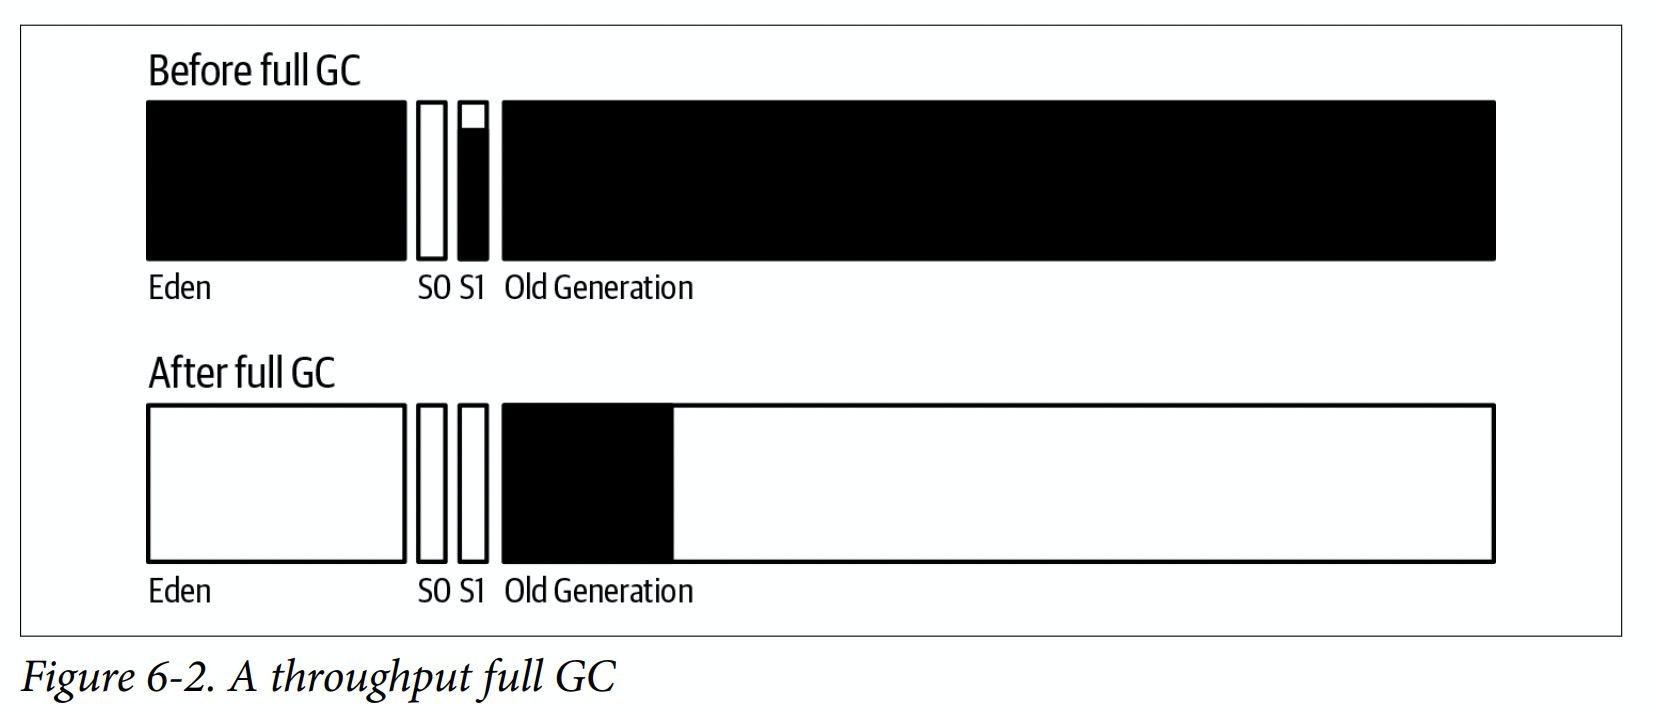 Before full GC
Eden S0 S1 Old Generation
After full GC
Eden S0 S1 Old Generation
Figure 6-2. A throughput full GC